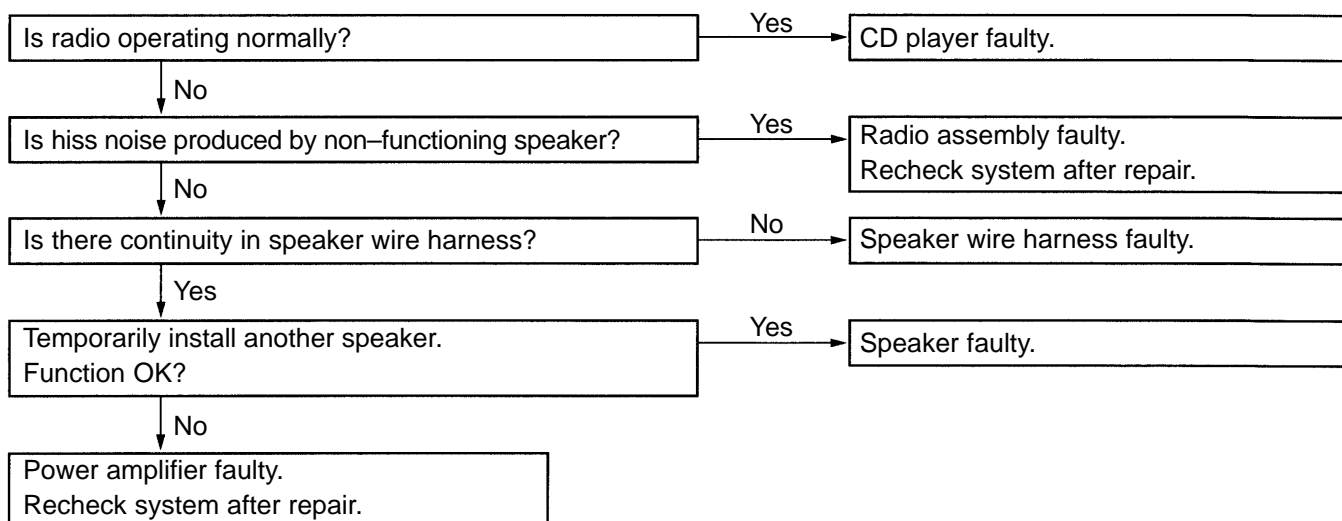 Is radio operating normally?
Yes
CD player faulty.
No
Is hiss noise produced by non–functioning speaker?
Yes
Radio assembly faulty.
Recheck system after repair.
No
Is there continuity in speaker wire harness?
No
Speaker wire harness faulty.
Yes
Temporarily install another speaker.
Function OK?
Yes
Speaker faulty.
No
Power amplifier faulty.
Recheck system after repair.